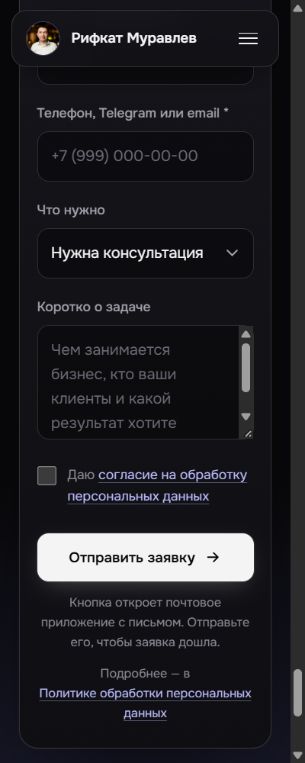 Рифкат Муравлев
Телефон, Telegram или email *
+7 (999) 000-00-00
Что нужно
Нужна консультация
Коротко о задаче
Чем занимается
бизнес, кто ваши
клиенты и какой
результат хотите
Даю согласие на обработку
персональных данных
Отправить заявку →
Кнопка откроет почтовое
приложение с письмом. Отправьте
его, чтобы заявка дошла.
Подробнее — в
Политике обработки персональных
данных